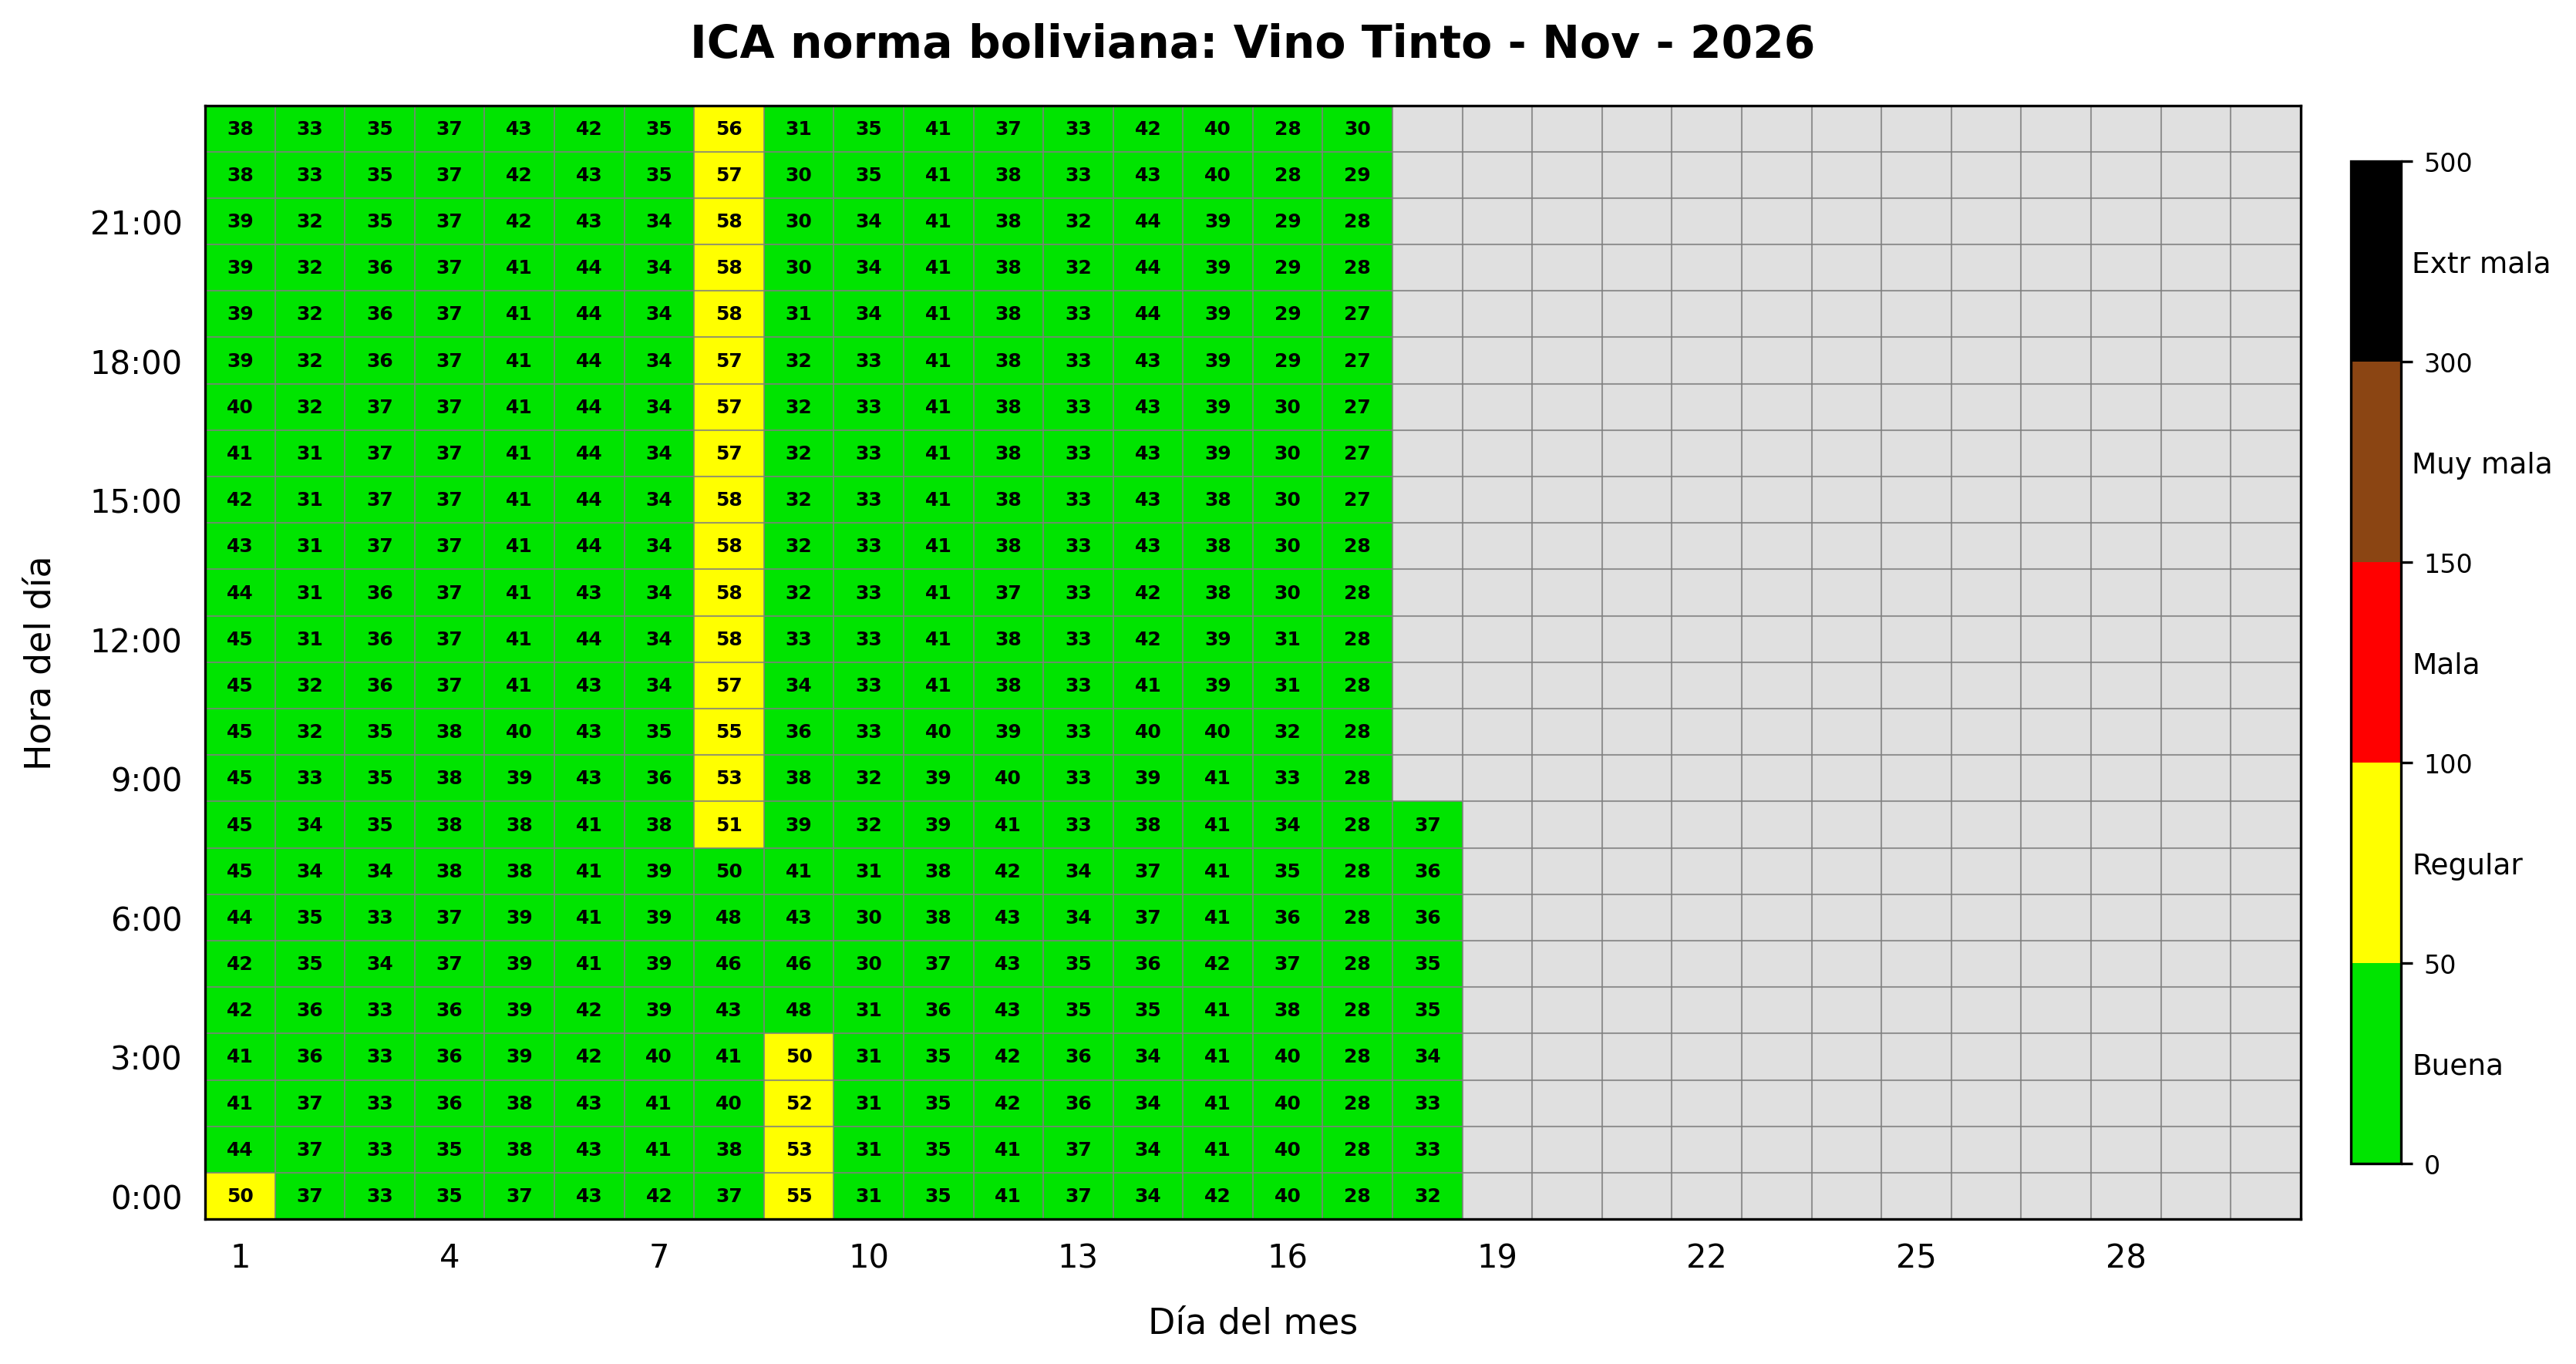 ICA norma boliviana: Vino Tinto - Nov - 2026
38 33 35 37 43 42 35 56 31 35 41 37 33 42 40 28 30
38 33 35 37 42 43 35 57 30 35 41 38 33 43 40 28 29
21:00 39 32 35 37 42 43 34 58 30 34 41 38 32 44 39 29 28
39 32 36 37 41 44 34 58 30 34 41 38 32 44 39 29 28
39 32 36 37 41 44 34 58 31 34 41 38 33 44 39 29 27
18:00 39 32 36 37 41 44 34 57 32 33 41 38 33 43 39 29 27
40 32 37 37 41 44 34 57 32 33 41 38 33 43 39 30 27
41 31 37 37 41 44 34 57 32 33 41 38 33 43 39 30 27
15:00 42 31 37 37 41 44 34 58 32 33 41 38 33 43 38 30 27
43 31 37 37 41 44 34 58 32 33 41 38 33 43 38 30 28
44 31 36 37 41 43 34 58 32 33 41 37 33 42 38 30 28
12:00 45 31 36 37 41 44 34 58 33 33 41 38 33 42 39 31 28
45 32 36 37 41 43 34 57 34 33 41 38 33 41 39 31 28
45 32 35 38 40 43 35 55 36 33 40 39 33 40 40 32 28
9:00 45 33 35 38 39 43 36 53 38 32 39 40 33 39 41 33 28
45 34 35 38 38 41 38 51 39 32 39 41 33 38 41 34 28 37
45 34 34 38 38 41 39 50 41 31 38 42 34 37 41 35 28 36
6:00 44 35 33 37 39 41 39 48 43 30 38 43 34 37 41 36 28 36
42 35 34 37 39 41 39 46 46 30 37 43 35 36 42 37 28 35
42 36 33 36 39 42 39 43 48 31 36 43 35 35 41 38 28 35
3:00 41 36 33 36 39 42 40 41 50 31 35 42 36 34 41 40 28 34
41 37 33 36 38 43 41 40 52 31 35 42 36 34 41 40 28 33
44 37 33 35 38 43 41 38 53 31 35 41 37 34 41 40 28 33
0:00 50 37 33 35 37 43 42 37 55 31 35 41 37 34 42 40 28 32
1 4 7 10 13 16 19 22 25 28
Día del mes
Hora del día
500
Extr mala
300
Muy mala
150
Mala
100
Regular
50
Buena
0